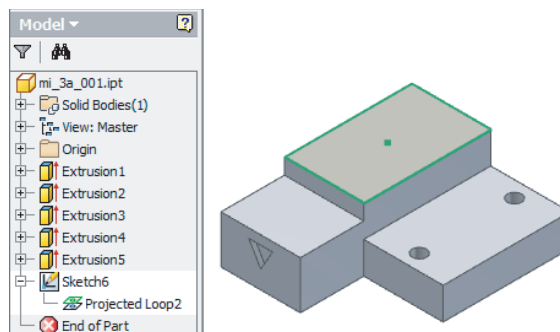 Model
mi_3a_001.ipt
Solid Bodies(1)
View: Master
Origin
Extrusion1
Extrusion2
Extrusion3
Extrusion4
Extrusion5
Sketch6
Projected Loop2
End of Part